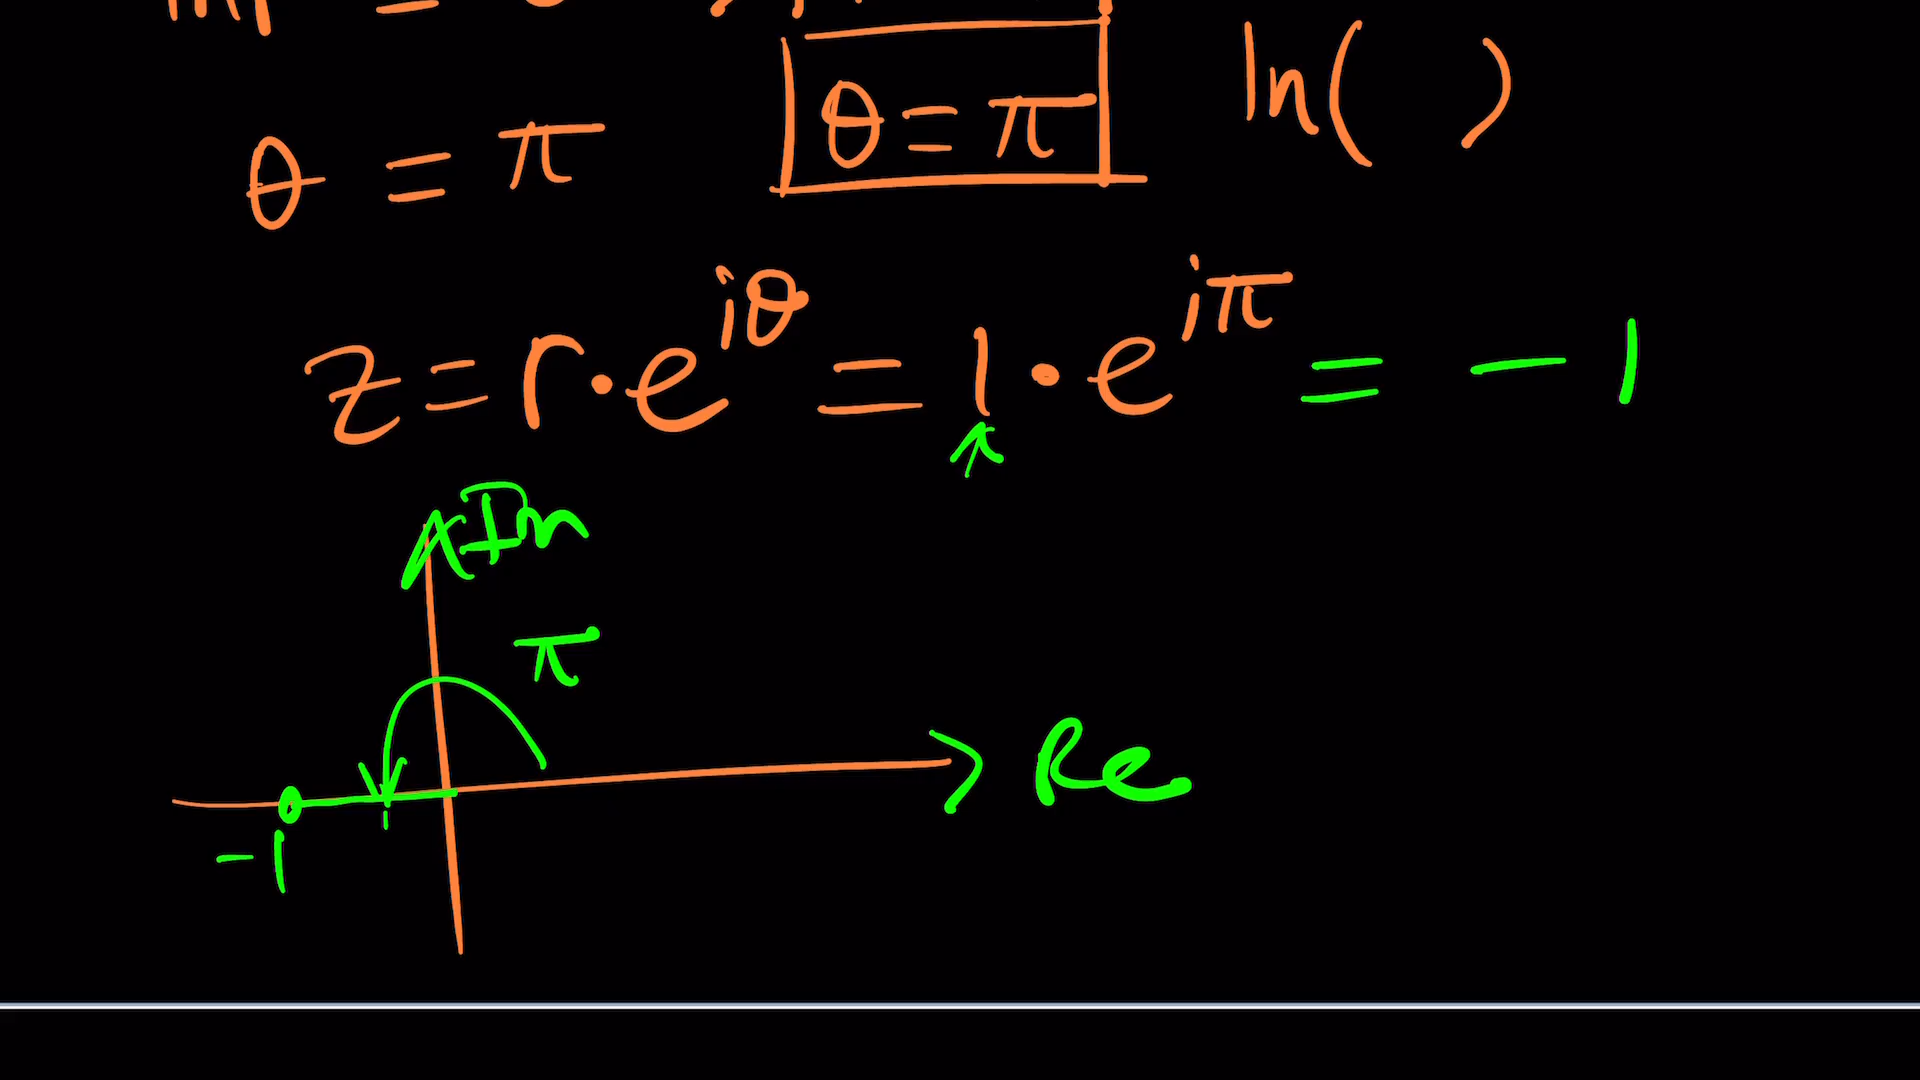 θ = π
θ = π
ln( )
z = r · e^{iθ} = 1 · e^{iπ} = -1
Im
π
Re
-1